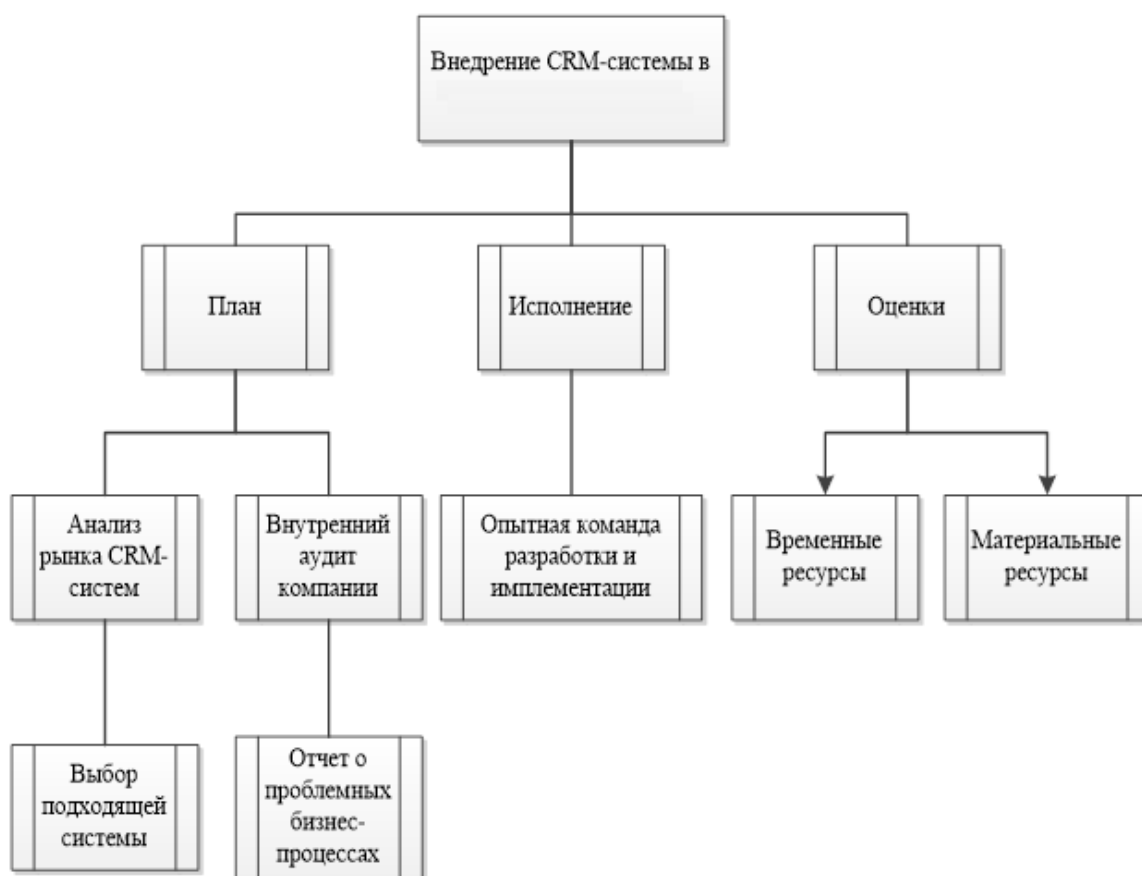 Внедрение CRM-системы в
План
Исполнение
Оценки
Анализ
рынка CRM-
систем
Внутренний
аудит
компании
Опытная команда
разработки и
имплементации
Временные
ресурсы
Материальные
ресурсы
Выбор
подходящей
системы
Отчет о
проблемных
бизнес-
процессах